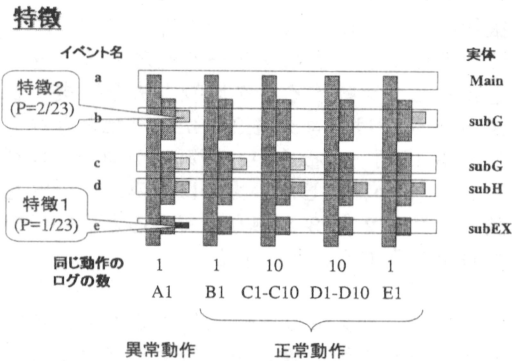 特徴
イベント名
実体
a
Main
特徴2
(P=2/23)
b
subG
c
subG
d
subH
特徴1
(P=1/23)
e
subEX
同じ動作の
ログの数
1 1 10 10 1
A1 B1 C1-C10 D1-D10 E1
異常動作 正常動作